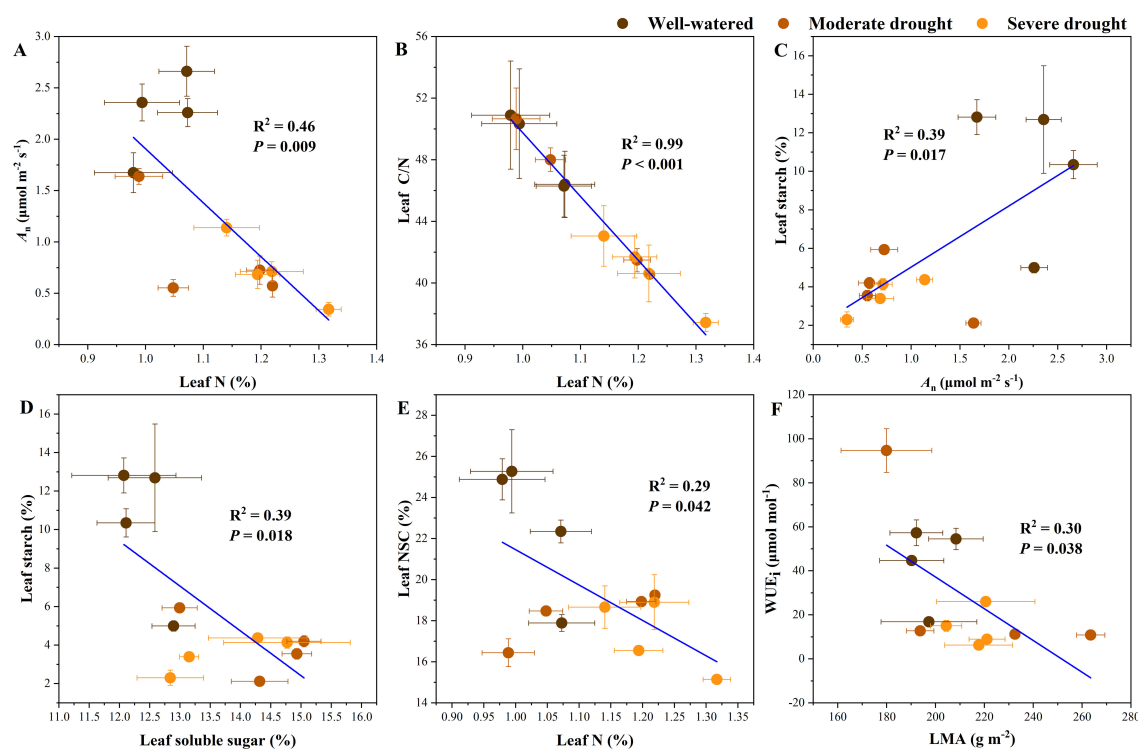 Well-watered Moderate drought Severe drought
A
3.0
2.5
2.0
1.5
1.0
0.5
0.0
Aₙ (μmol m⁻² s⁻¹)
R² = 0.46
P = 0.009
0.9 1.0 1.1 1.2 1.3 1.4
Leaf N (%)
B
56
52
48
44
40
36
Leaf C/N
R² = 0.99
P < 0.001
0.9 1.0 1.1 1.2 1.3 1.4
Leaf N (%)
C
16
14
12
10
8
6
4
2
Leaf starch (%)
R² = 0.39
P = 0.017
0.0 0.5 1.0 1.5 2.0 2.5 3.0
Aₙ (μmol m⁻² s⁻¹)
D
16
14
12
10
8
6
4
2
Leaf starch (%)
R² = 0.39
P = 0.018
11.0 11.5 12.0 12.5 13.0 13.5 14.0 14.5 15.0 15.5 16.0
Leaf soluble sugar (%)
E
28
26
24
22
20
18
16
14
Leaf NSC (%)
R² = 0.29
P = 0.042
0.90 0.95 1.00 1.05 1.10 1.15 1.20 1.25 1.30 1.35
Leaf N (%)
F
120
100
80
60
40
20
0
-20
WUEᵢ (μmol mol⁻¹)
R² = 0.30
P = 0.038
160 180 200 220 240 260 280
LMA (g m⁻²)